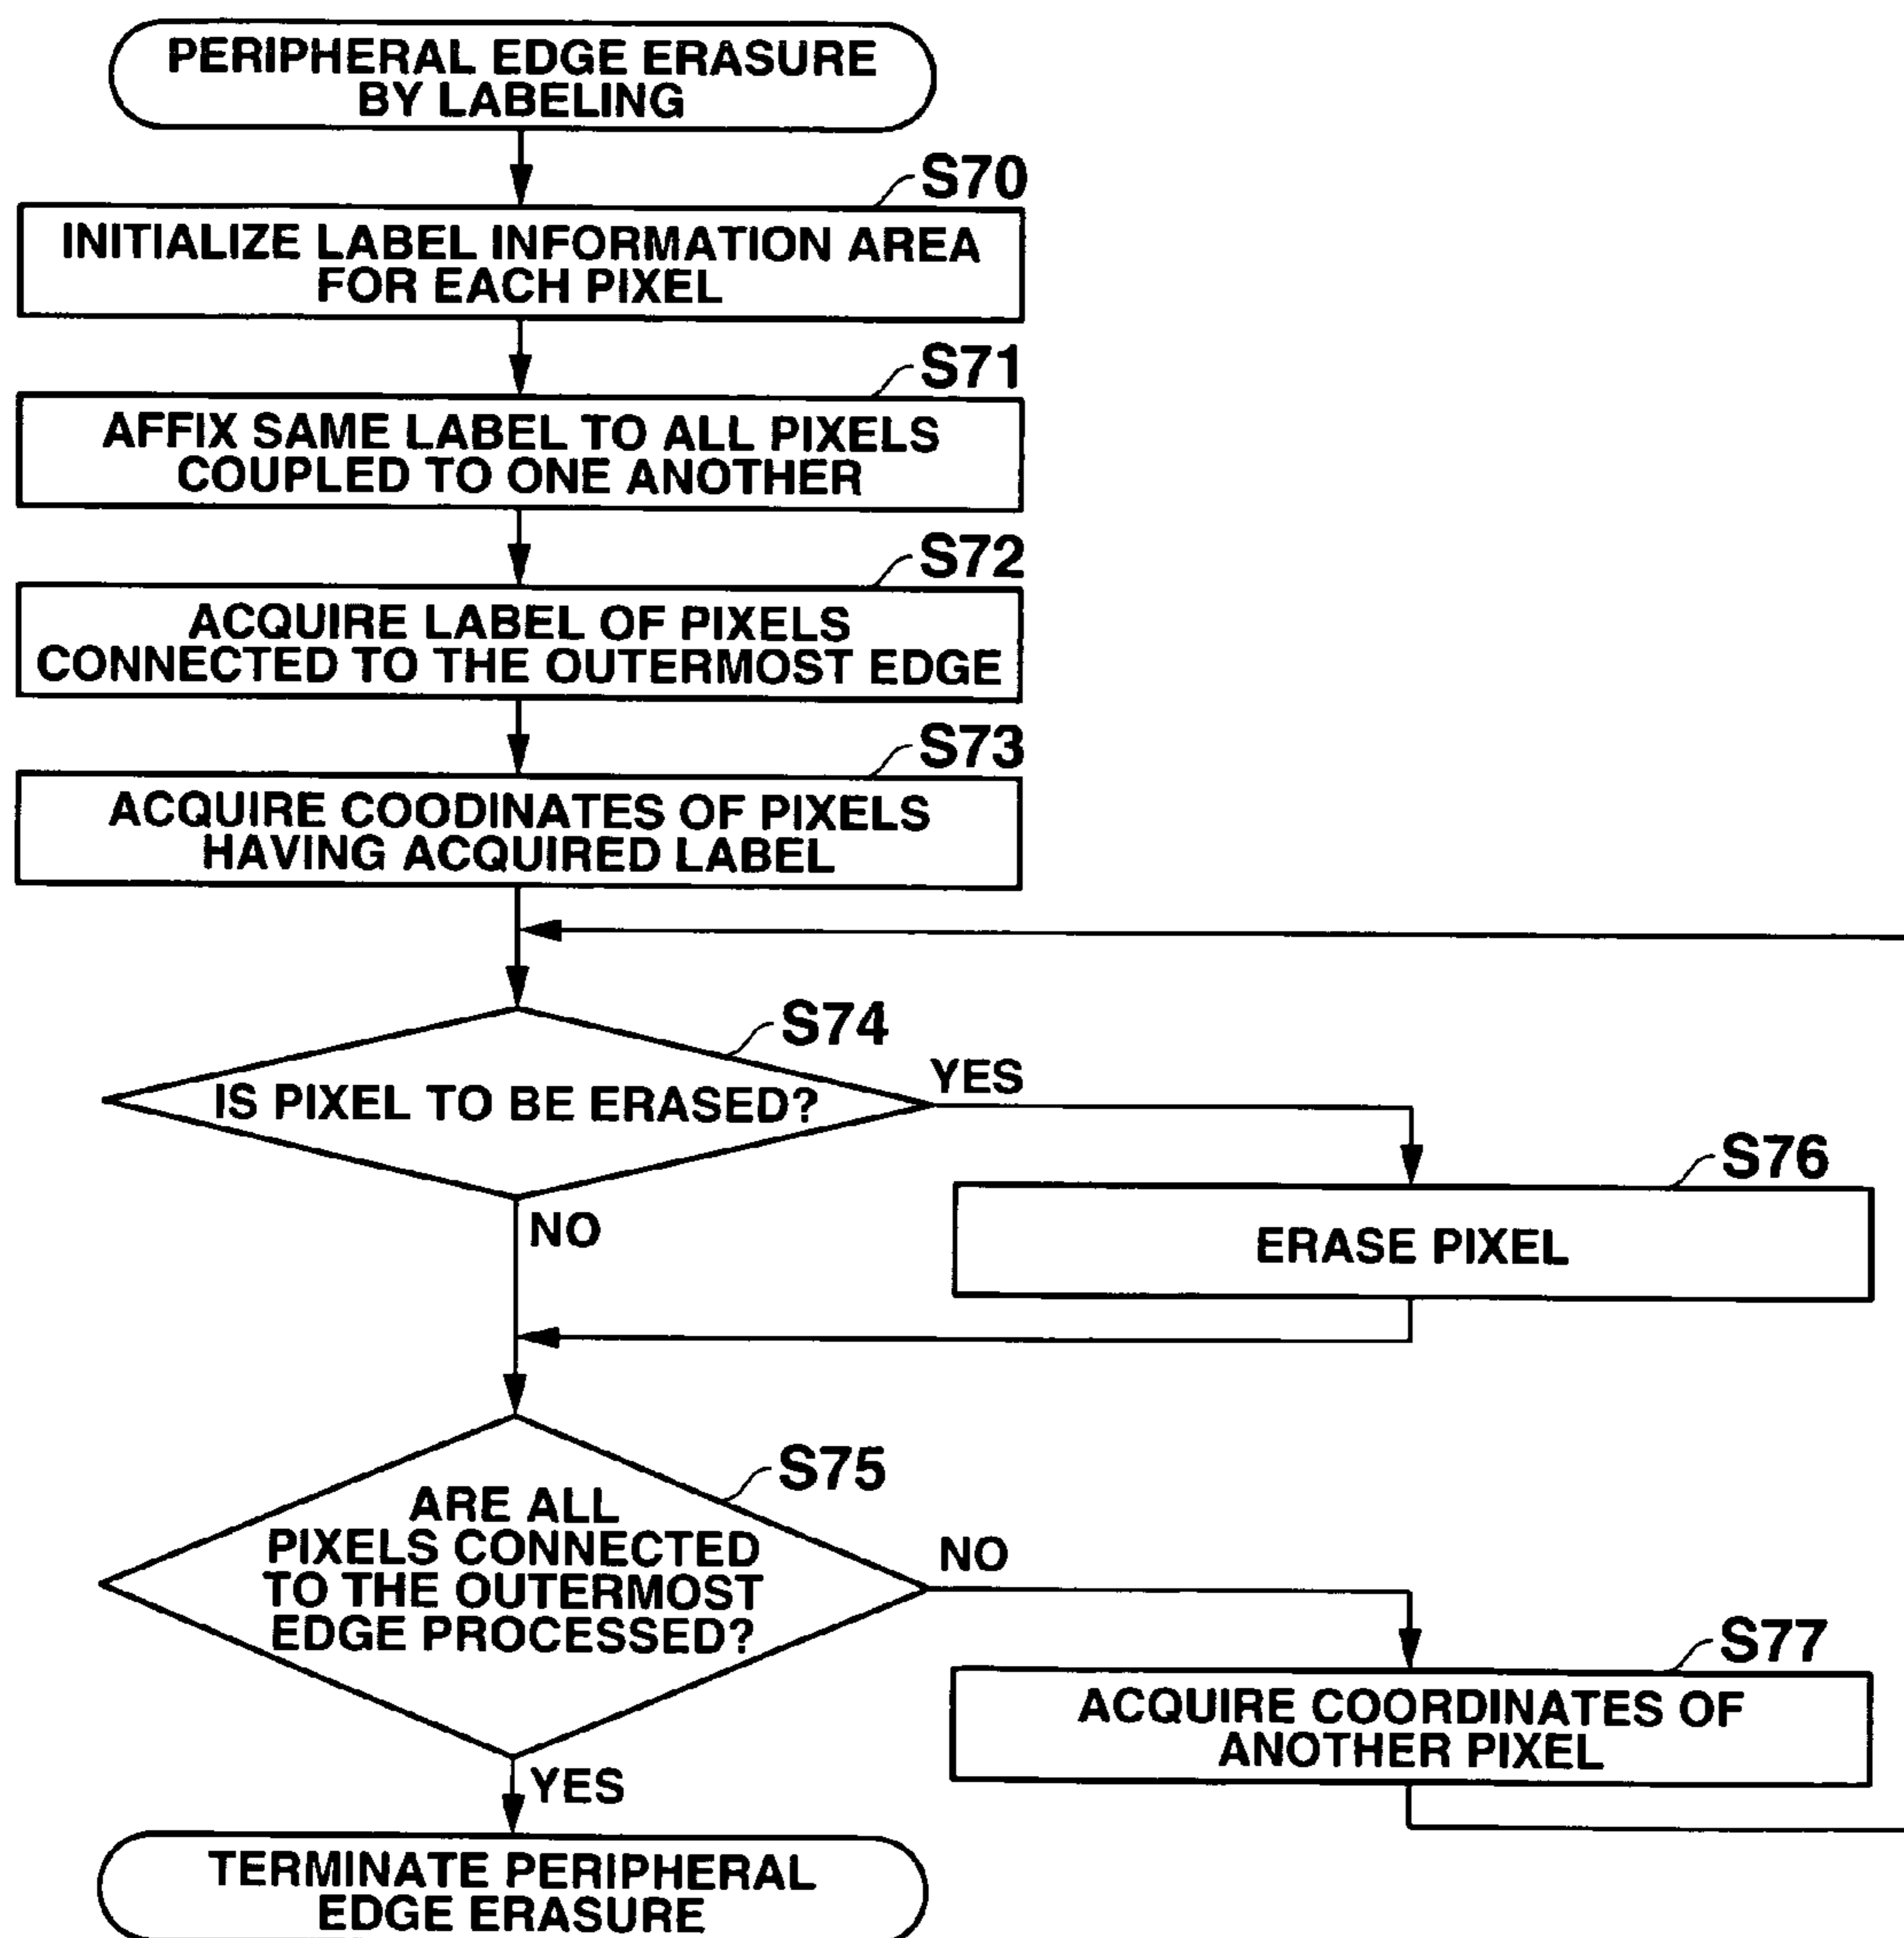 PERIPHERAL EDGE ERASURE
BY LABELING
S70
INITIALIZE LABEL INFORMATION AREA
FOR EACH PIXEL
S71
AFFIX SAME LABEL TO ALL PIXELS
COUPLED TO ONE ANOTHER
S72
ACQUIRE LABEL OF PIXELS
CONNECTED TO THE OUTERMOST EDGE
S73
ACQUIRE COODINATES OF PIXELS
HAVING ACQUIRED LABEL
S74
IS PIXEL TO BE ERASED?
YES
NO
S76
ERASE PIXEL
S75
ARE ALL
PIXELS CONNECTED
TO THE OUTERMOST
EDGE PROCESSED?
NO
YES
S77
ACQUIRE COORDINATES OF
ANOTHER PIXEL
TERMINATE PERIPHERAL
EDGE ERASURE